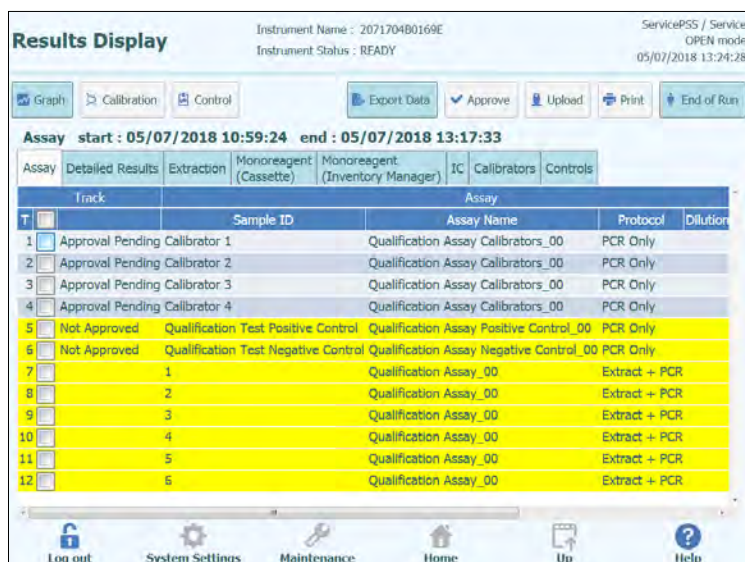 Results Display
Instrument Name : 2071704B0169E
Instrument Status : READY
ServicePSS / Service
OPEN mode
05/07/2018 13:24:28
Graph Calibration Control Export Data Approve Upload Print End of Run
Assay start : 05/07/2018 10:59:24 end : 05/07/2018 13:17:33
Assay Detailed Results Extraction Monoreagent (Cassette) Monoreagent (Inventory Manager) IC Calibrators Controls
Track Assay
T Sample ID Assay Name Protocol Dilution
1 Approval Pending Calibrator 1 Qualification Assay Calibrators_00 PCR Only
2 Approval Pending Calibrator 2 Qualification Assay Calibrators_00 PCR Only
3 Approval Pending Calibrator 3 Qualification Assay Calibrators_00 PCR Only
4 Approval Pending Calibrator 4 Qualification Assay Calibrators_00 PCR Only
5 Not Approved Qualification Test Positive Control Qualification Assay Positive Control_00 PCR Only
6 Not Approved Qualification Test Negative Control Qualification Assay Negative Control_00 PCR Only
7 1 Qualification Assay_00 Extract + PCR
8 2 Qualification Assay_00 Extract + PCR
9 3 Qualification Assay_00 Extract + PCR
10 4 Qualification Assay_00 Extract + PCR
11 5 Qualification Assay_00 Extract + PCR
12 6 Qualification Assay_00 Extract + PCR
Log out System Settings Maintenance Home Up Help